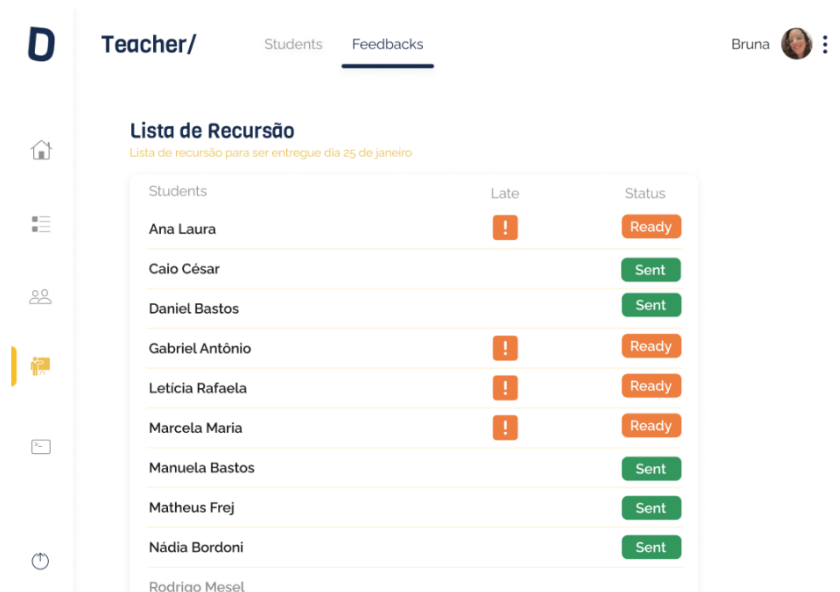 D
Teacher/ Students Feedbacks Bruna
Lista de Recursão
Lista de recursão para ser entregue dia 25 de janeiro
Students Late Status
Ana Laura ! Ready
Caio César Sent
Daniel Bastos Sent
Gabriel Antônio ! Ready
Letícia Rafaela ! Ready
Marcela Maria ! Ready
Manuela Bastos Sent
Matheus Frej Sent
Nádia Bordoni Sent
Rodrigo Mesel